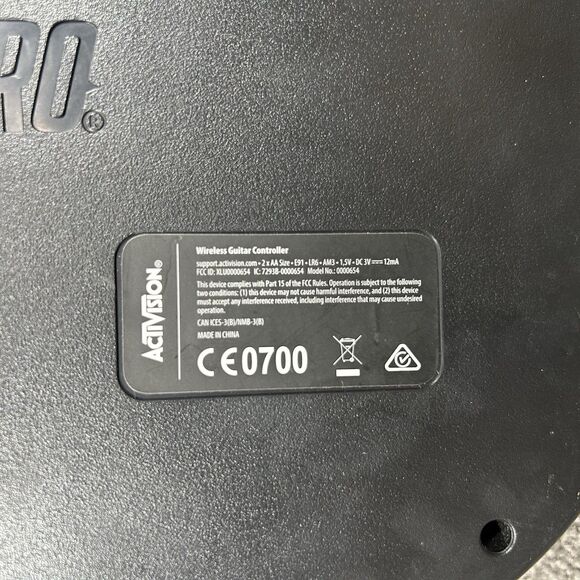 RO®
ACTIVISION®
Wireless Guitar Controller
support.activision.com • 2 x AA Size • E91 • LR6 • AM3 • 1,5V • DC 3V ⎓ 12mA
FCC ID: XLU0000654 IC: 7293B-0000654 Model No.: 0000654
This device complies with Part 15 of the FCC Rules. Operation is subject to the following
two conditions: (1) this device may not cause harmful interference, and (2) this device
must accept any interference received, including interference that may cause undesired
operation.
CAN ICES-3(B)/NMB-3(B)
MADE IN CHINA
CE0700